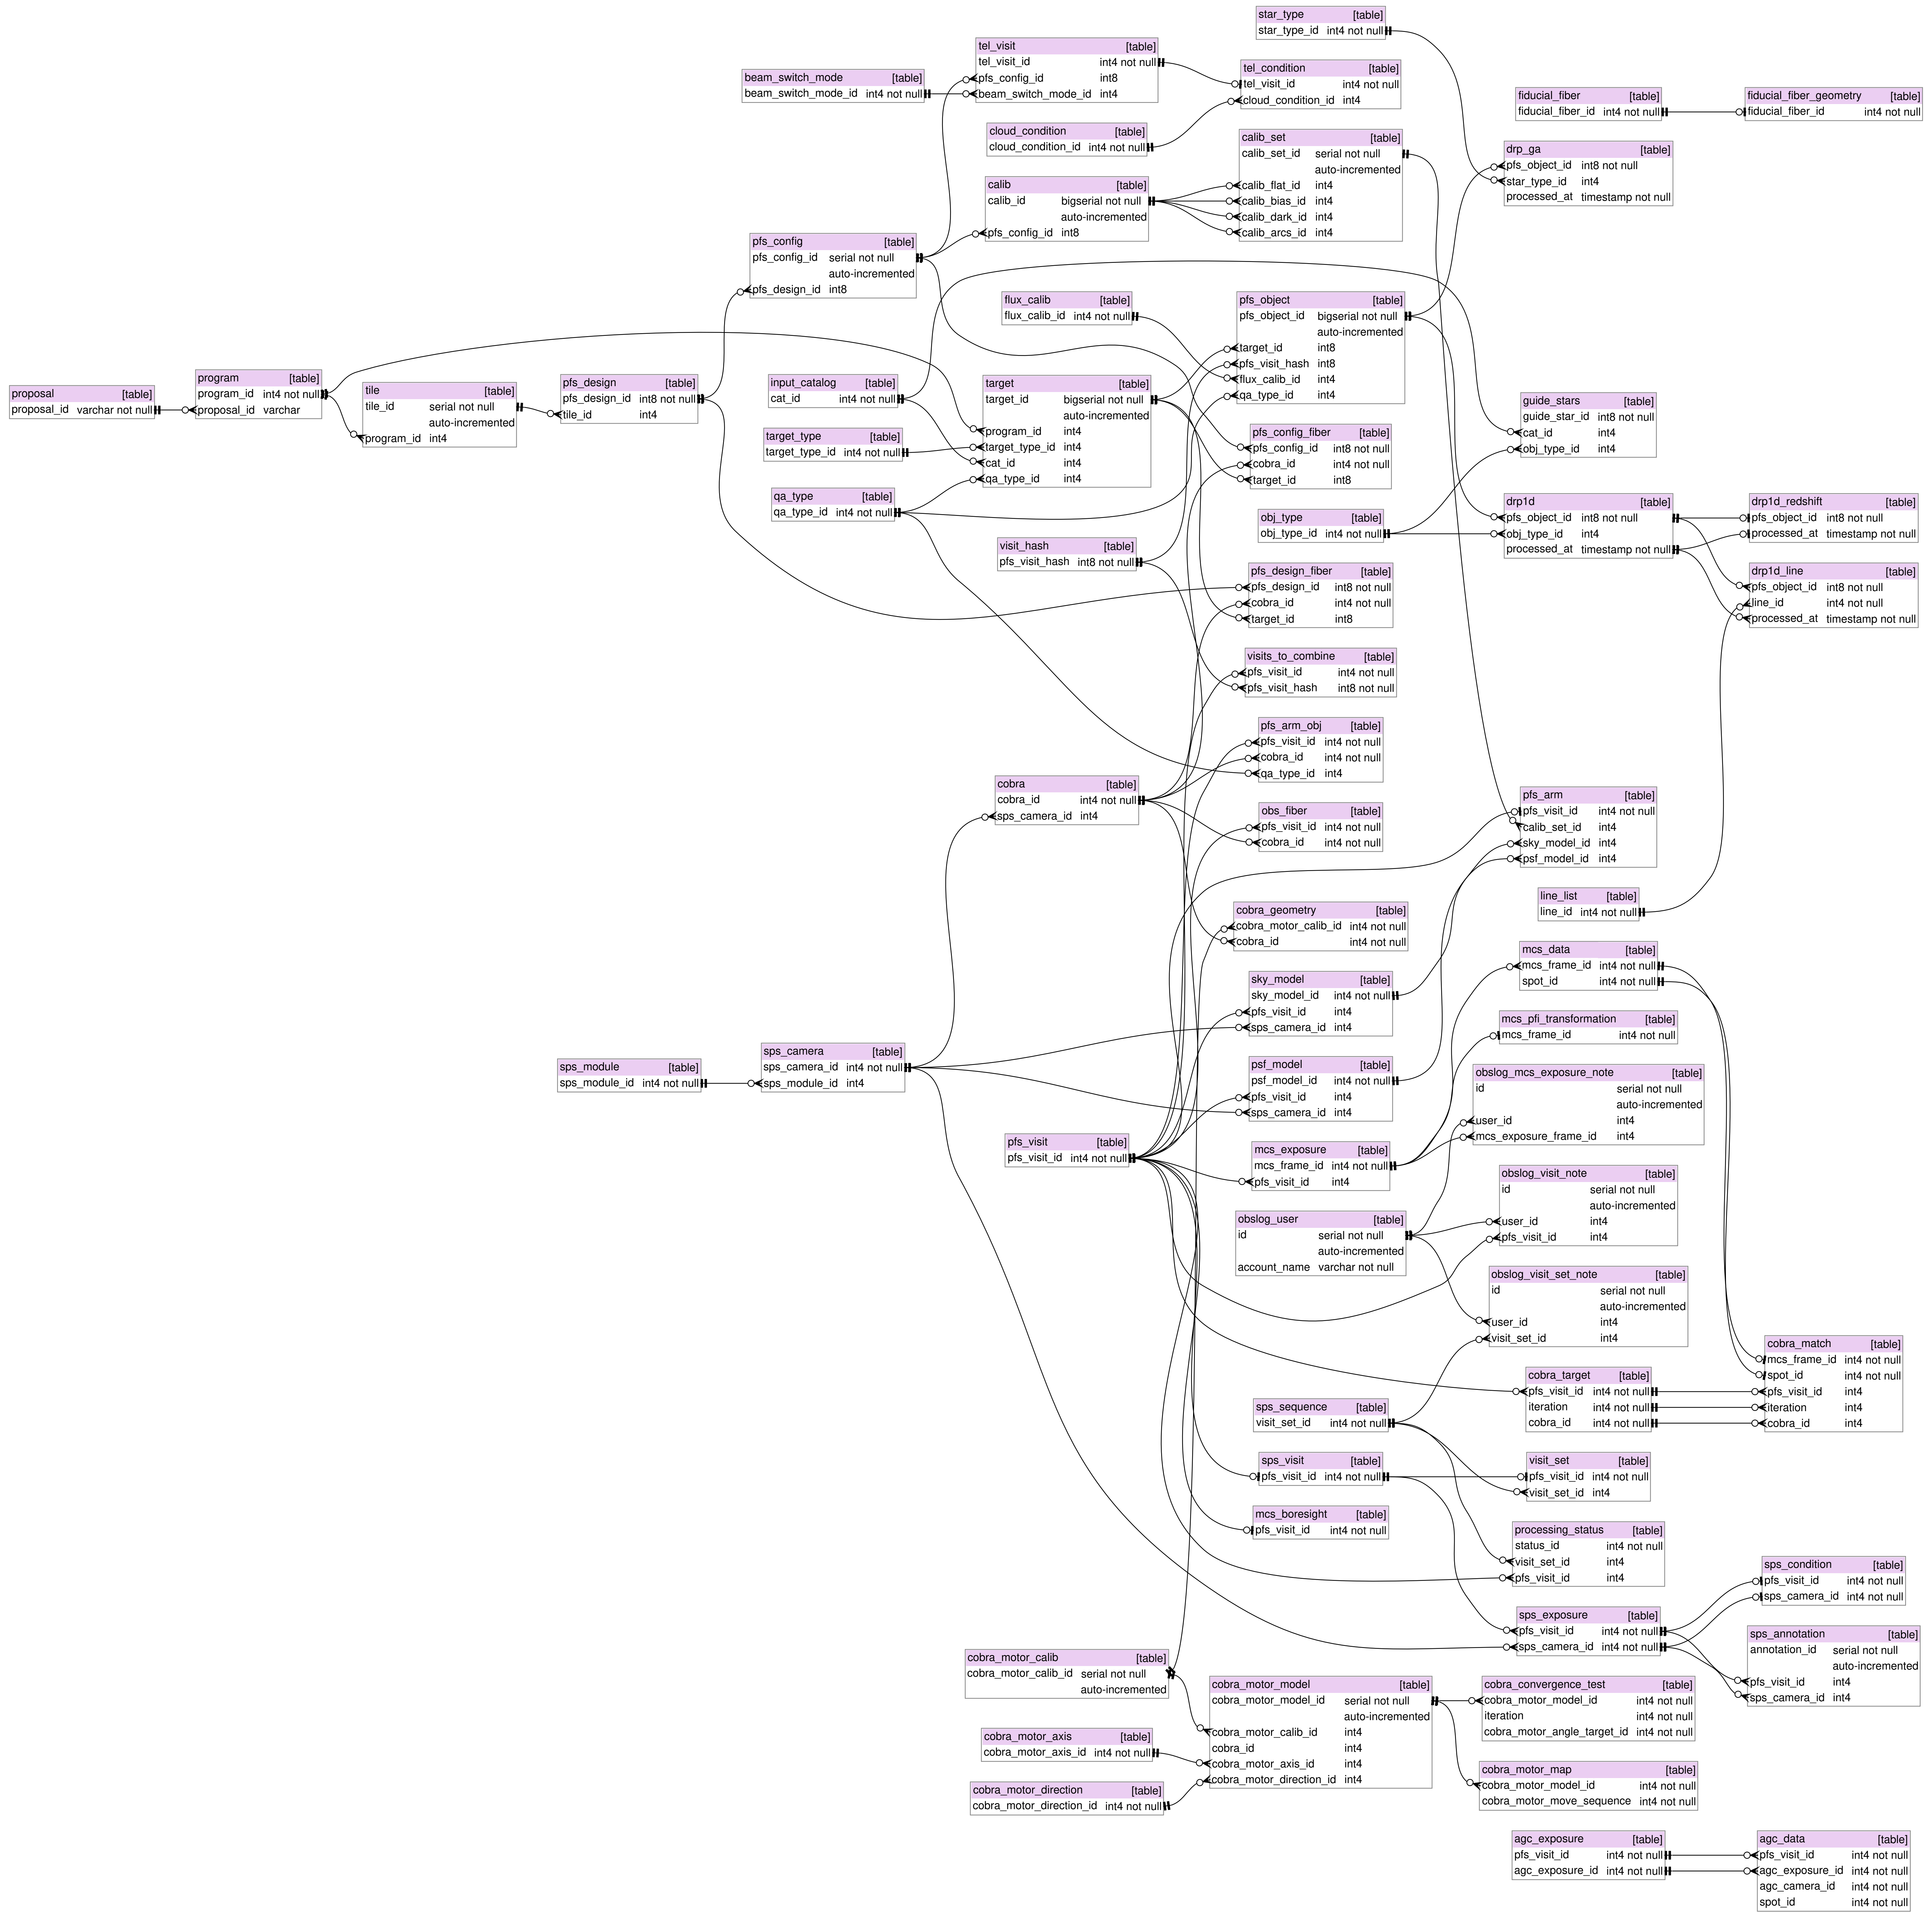 star_type [table]
star_type_id int4 not null
tel_visit [table]
tel_visit_id int4 not null
pfs_config_id int8
beam_switch_mode_id int4
beam_switch_mode [table]
beam_switch_mode_id int4 not null
tel_condition [table]
tel_visit_id int4 not null
cloud_condition_id int4
fiducial_fiber [table]
fiducial_fiber_id int4 not null
fiducial_fiber_geometry [table]
fiducial_fiber_id int4 not null
cloud_condition [table]
cloud_condition_id int4 not null
calib_set [table]
calib_set_id serial not null
auto-incremented
calib_flat_id int4
calib_bias_id int4
calib_dark_id int4
calib_arcs_id int4
drp_ga [table]
pfs_object_id int8 not null
star_type_id int4
processed_at timestamp not null
calib [table]
calib_id bigserial not null
auto-incremented
pfs_config_id int8
pfs_config [table]
pfs_config_id serial not null
auto-incremented
pfs_design_id int8
flux_calib [table]
flux_calib_id int4 not null
pfs_object [table]
pfs_object_id bigserial not null
auto-incremented
target_id int8
pfs_visit_hash int8
flux_calib_id int4
qa_type_id int4
proposal [table]
proposal_id varchar not null
program [table]
program_id int4 not null
proposal_id varchar
tile [table]
tile_id serial not null
auto-incremented
program_id int4
pfs_design [table]
pfs_design_id int8 not null
tile_id int4
input_catalog [table]
cat_id int4 not null
target [table]
target_id bigserial not null
auto-incremented
program_id int4
target_type_id int4
cat_id int4
qa_type_id int4
guide_stars [table]
guide_star_id int8 not null
cat_id int4
obj_type_id int4
target_type [table]
target_type_id int4 not null
pfs_config_fiber [table]
pfs_config_id int8 not null
cobra_id int4 not null
target_id int8
qa_type [table]
qa_type_id int4 not null
obj_type [table]
obj_type_id int4 not null
drp1d [table]
pfs_object_id int8 not null
obj_type_id int4
processed_at timestamp not null
drp1d_redshift [table]
pfs_object_id int8 not null
processed_at timestamp not null
visit_hash [table]
pfs_visit_hash int8 not null
pfs_design_fiber [table]
pfs_design_id int8 not null
cobra_id int4 not null
target_id int8
drp1d_line [table]
pfs_object_id int8 not null
line_id int4 not null
processed_at timestamp not null
visits_to_combine [table]
pfs_visit_id int4 not null
pfs_visit_hash int8 not null
pfs_arm_obj [table]
pfs_visit_id int4 not null
cobra_id int4 not null
qa_type_id int4
cobra [table]
cobra_id int4 not null
sps_camera_id int4
obs_fiber [table]
pfs_visit_id int4 not null
cobra_id int4 not null
pfs_arm [table]
pfs_visit_id int4 not null
calib_set_id int4
sky_model_id int4
psf_model_id int4
line_list [table]
line_id int4 not null
cobra_geometry [table]
cobra_motor_calib_id int4 not null
cobra_id int4 not null
mcs_data [table]
mcs_frame_id int4 not null
spot_id int4 not null
sky_model [table]
sky_model_id int4 not null
pfs_visit_id int4
sps_camera_id int4
mcs_pfi_transformation [table]
mcs_frame_id int4 not null
sps_module [table]
sps_module_id int4 not null
sps_camera [table]
sps_camera_id int4 not null
sps_module_id int4
psf_model [table]
psf_model_id int4 not null
pfs_visit_id int4
sps_camera_id int4
obslog_mcs_exposure_note [table]
id serial not null
auto-incremented
user_id int4
mcs_exposure_frame_id int4
pfs_visit [table]
pfs_visit_id int4 not null
mcs_exposure [table]
mcs_frame_id int4 not null
pfs_visit_id int4
obslog_visit_note [table]
id serial not null
auto-incremented
user_id int4
pfs_visit_id int4
obslog_user [table]
id serial not null
auto-incremented
account_name varchar not null
obslog_visit_set_note [table]
id serial not null
auto-incremented
user_id int4
visit_set_id int4
cobra_match [table]
mcs_frame_id int4 not null
spot_id int4 not null
pfs_visit_id int4
iteration int4
cobra_id int4
cobra_target [table]
pfs_visit_id int4 not null
iteration int4 not null
cobra_id int4 not null
sps_sequence [table]
visit_set_id int4 not null
sps_visit [table]
pfs_visit_id int4 not null
visit_set [table]
pfs_visit_id int4 not null
visit_set_id int4
mcs_boresight [table]
pfs_visit_id int4 not null
processing_status [table]
status_id int4 not null
visit_set_id int4
pfs_visit_id int4
sps_condition [table]
pfs_visit_id int4 not null
sps_camera_id int4 not null
sps_exposure [table]
pfs_visit_id int4 not null
sps_camera_id int4 not null
sps_annotation [table]
annotation_id serial not null
auto-incremented
pfs_visit_id int4
sps_camera_id int4
cobra_motor_calib [table]
cobra_motor_calib_id serial not null
auto-incremented
cobra_motor_model [table]
cobra_motor_model_id serial not null
auto-incremented
cobra_motor_calib_id int4
cobra_id int4
cobra_motor_axis_id int4
cobra_motor_direction_id int4
cobra_convergence_test [table]
cobra_motor_model_id int4 not null
iteration int4 not null
cobra_motor_angle_target_id int4 not null
cobra_motor_axis [table]
cobra_motor_axis_id int4 not null
cobra_motor_map [table]
cobra_motor_model_id int4 not null
cobra_motor_move_sequence int4 not null
cobra_motor_direction [table]
cobra_motor_direction_id int4 not null
agc_exposure [table]
pfs_visit_id int4 not null
agc_exposure_id int4 not null
agc_data [table]
pfs_visit_id int4 not null
agc_exposure_id int4 not null
agc_camera_id int4 not null
spot_id int4 not null